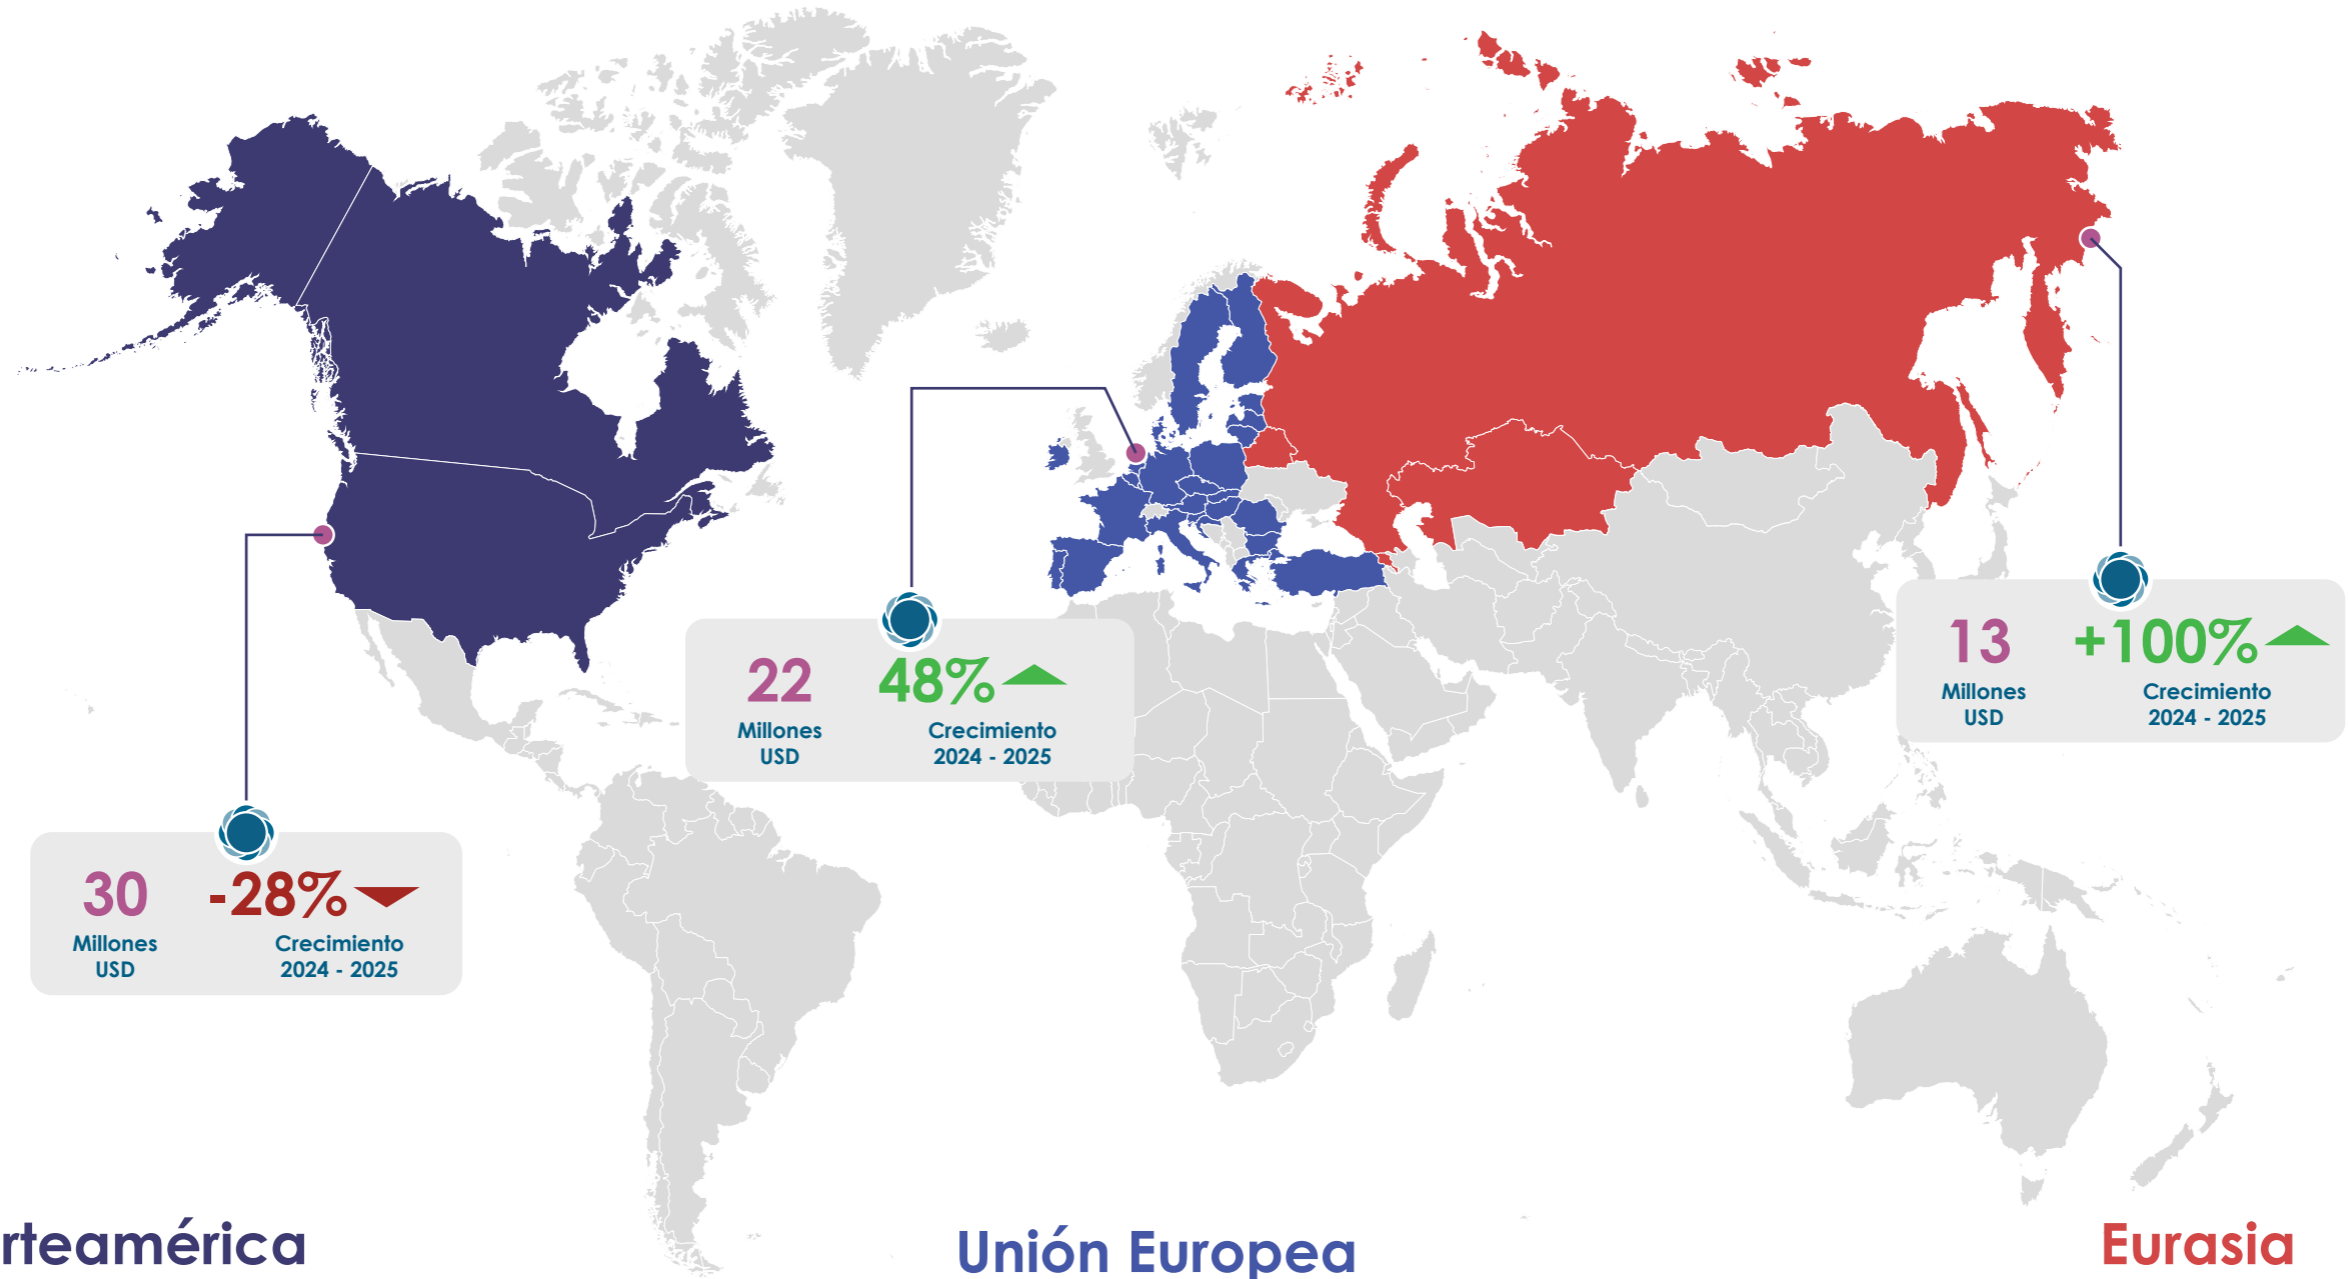 13 +100%
Millones Crecimiento
USD 2024 - 2025
22 48%
Millones Crecimiento
USD 2024 - 2025
30 -28%
Millones Crecimiento
USD 2024 - 2025
rteamérica
Unión Europea
Eurasia